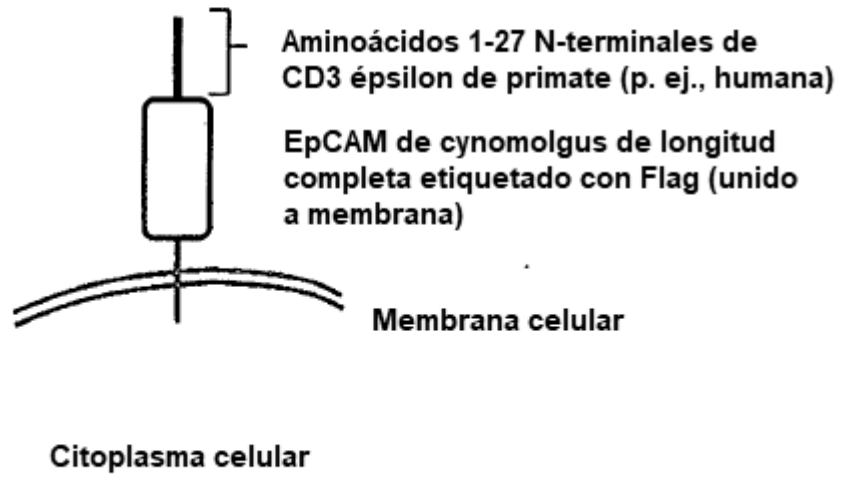 Aminoácidos 1-27 N-terminales de
CD3 épsilon de primate (p. ej., humana)
EpCAM de cynomolgus de longitud
completa etiquetado con Flag (unido
a membrana)
Membrana celular
Citoplasma celular